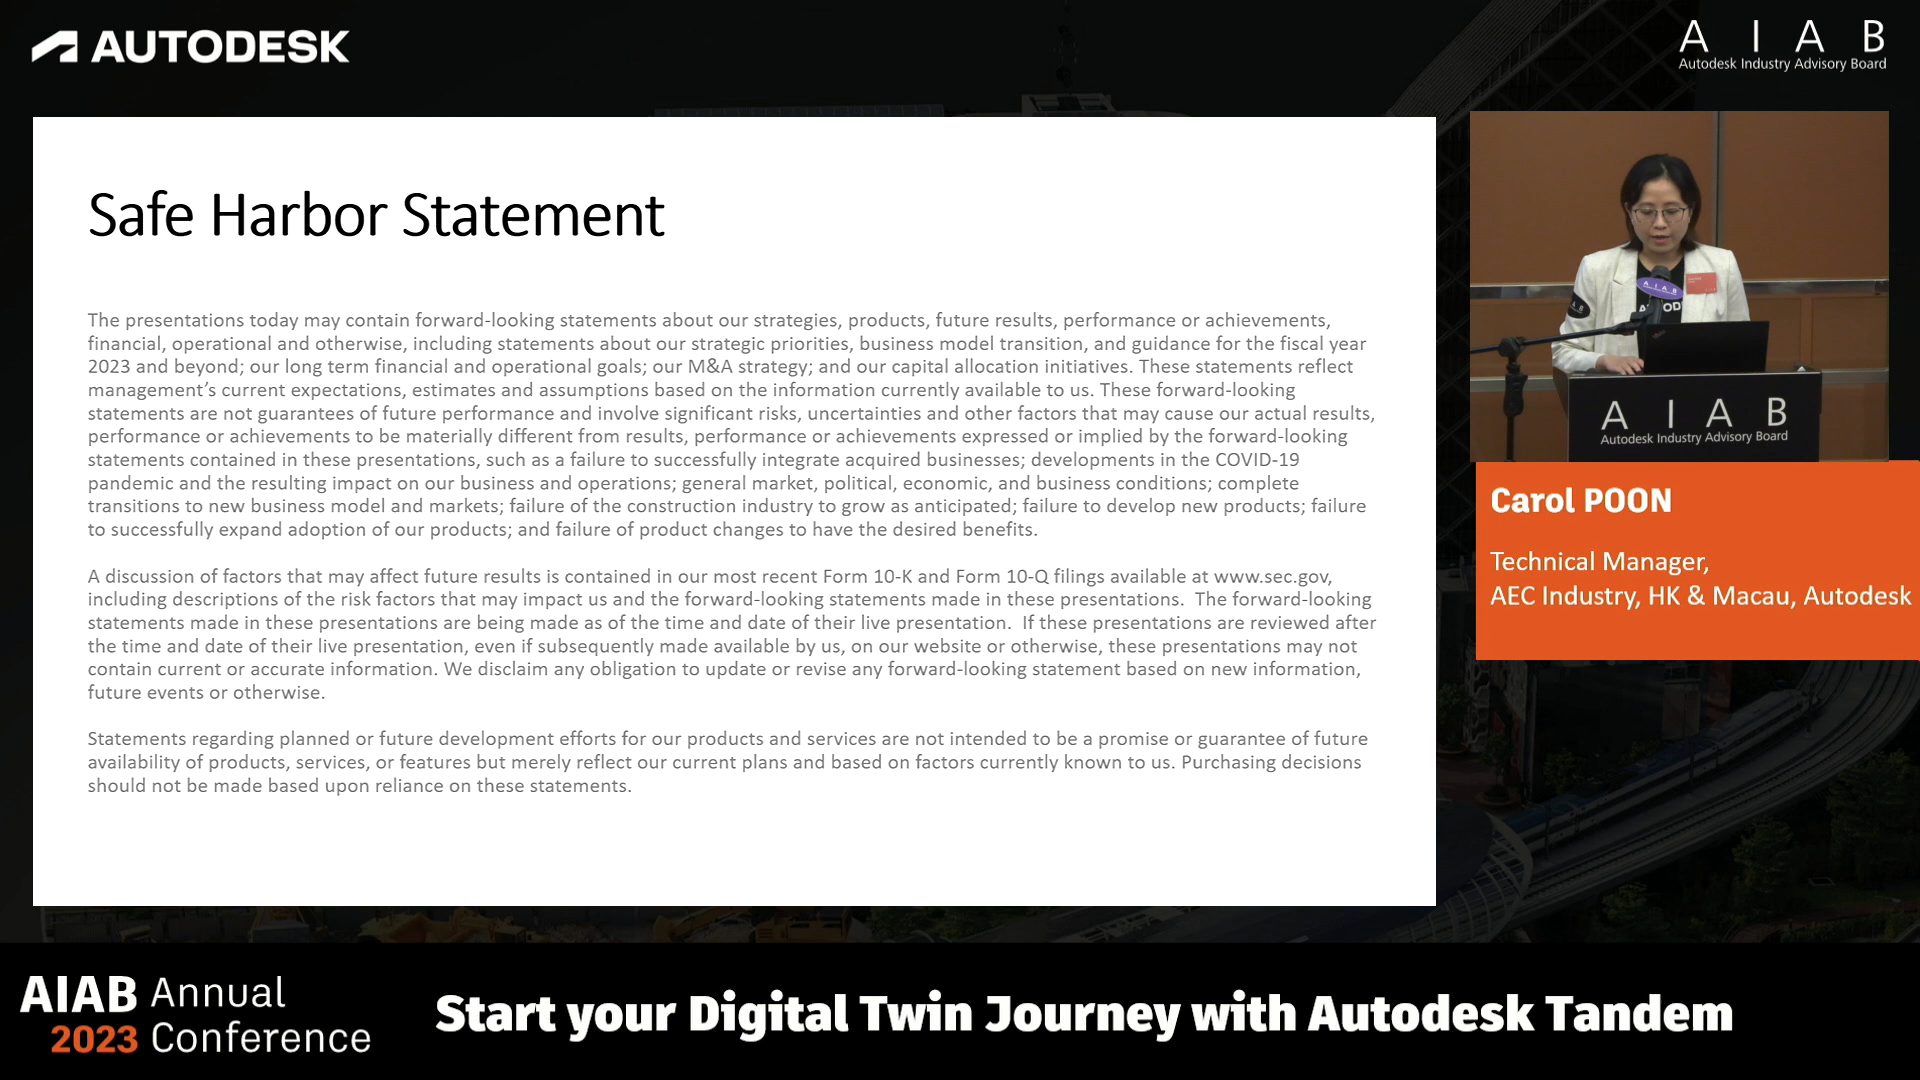 AUTODESK
A I A B
Autodesk Industry Advisory Board
Safe Harbor Statement
The presentations today may contain forward-looking statements about our strategies, products, future results, performance or achievements,
financial, operational and otherwise, including statements about our strategic priorities, business model transition, and guidance for the fiscal year
2023 and beyond; our long term financial and operational goals; our M&A strategy; and our capital allocation initiatives. These statements reflect
management’s current expectations, estimates and assumptions based on the information currently available to us. These forward-looking
statements are not guarantees of future performance and involve significant risks, uncertainties and other factors that may cause our actual results,
performance or achievements to be materially different from results, performance or achievements expressed or implied by the forward-looking
statements contained in these presentations, such as a failure to successfully integrate acquired businesses; developments in the COVID-19
pandemic and the resulting impact on our business and operations; general market, political, economic, and business conditions; complete
transitions to new business model and markets; failure of the construction industry to grow as anticipated; failure to develop new products; failure
to successfully expand adoption of our products; and failure of product changes to have the desired benefits.
A discussion of factors that may affect future results is contained in our most recent Form 10-K and Form 10-Q filings available at www.sec.gov,
including descriptions of the risk factors that may impact us and the forward-looking statements made in these presentations.  The forward-looking
statements made in these presentations are being made as of the time and date of their live presentation.  If these presentations are reviewed after
the time and date of their live presentation, even if subsequently made available by us, on our website or otherwise, these presentations may not
contain current or accurate information. We disclaim any obligation to update or revise any forward-looking statement based on new information,
future events or otherwise.
Statements regarding planned or future development efforts for our products and services are not intended to be a promise or guarantee of future
availability of products, services, or features but merely reflect our current plans and based on factors currently known to us. Purchasing decisions
should not be made based upon reliance on these statements.
A I A B
A I A B
Autodesk Industry Advisory Board
Carol POON
Technical Manager,
AEC Industry, HK & Macau, Autodesk
AIAB Annual
2023 Conference
Start your Digital Twin Journey with Autodesk Tandem